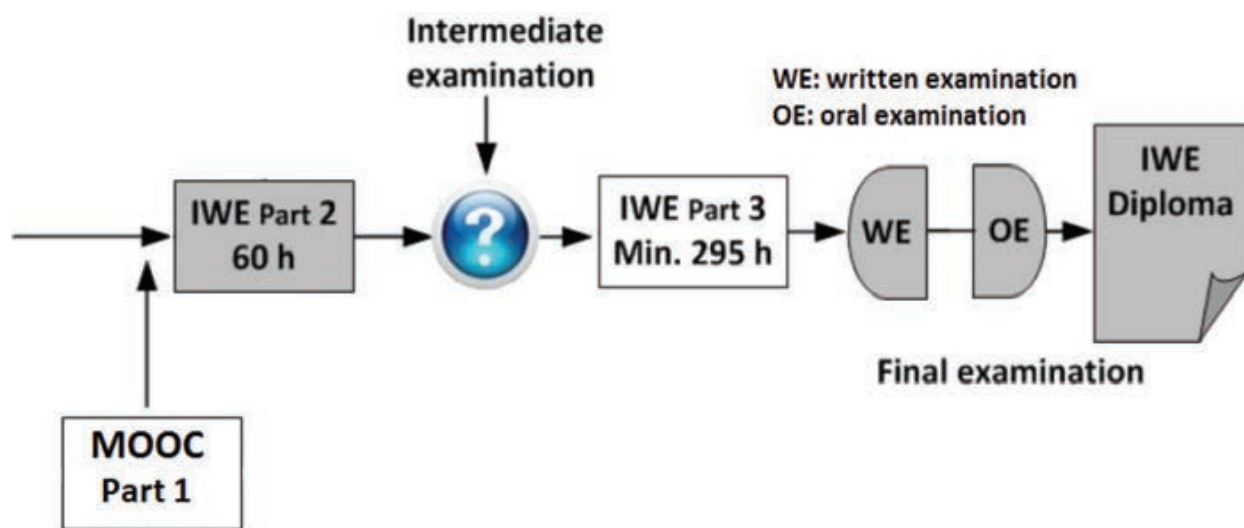 Intermediate
examination
WE: written examination
OE: oral examination
IWE Part 2
60 h
?
IWE Part 3
Min. 295 h
WE
OE
IWE
Diploma
Final examination
MOOC
Part 1